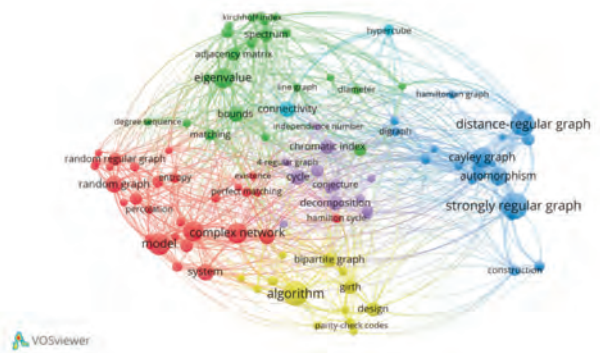 kirchhoff index
spectrum
hypercube
adjacency matrix
eigenvalue
line graph
diameter
hamiltonian graph
connectivity
bounds
degree sequence
independence number
distance-regular graph
matching
digraph
chromatic index
random regular graph
4-regular graph
cayley graph
entropy
existence
cycle
automorphism
random graph
perfect matching
conjecture
percolation
decomposition
strongly regular graph
hamilton cycle
complex network
model
bipartite graph
system
construction
girth
algorithm
design
parity-check codes
VOSviewer